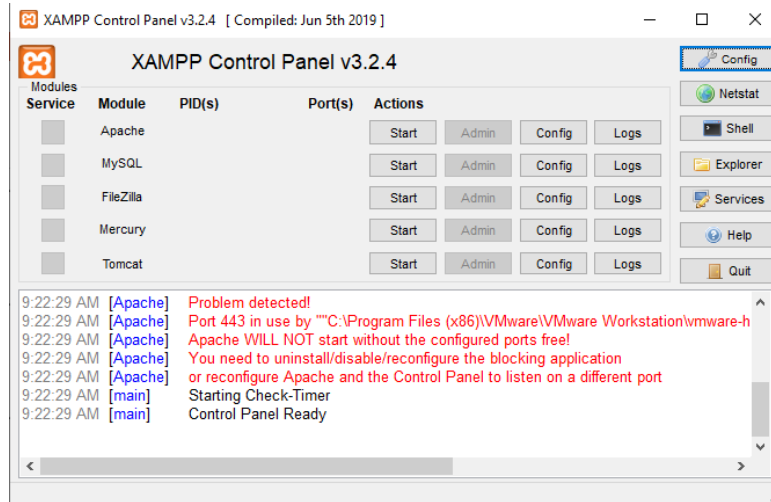 XAMPP Control Panel v3.2.4 [ Compiled: Jun 5th 2019 ]
XAMPP Control Panel v3.2.4
Config
Modules
Service Module PID(s) Port(s) Actions
Netstat
Apache Start Admin Config Logs
Shell
MySQL Start Admin Config Logs
Explorer
FileZilla Start Admin Config Logs
Services
Mercury Start Admin Config Logs
Help
Tomcat Start Admin Config Logs
Quit
9:22:29 AM [Apache] Problem detected!
9:22:29 AM [Apache] Port 443 in use by ""C:\Program Files (x86)\VMware\VMware Workstation\vmware-h
9:22:29 AM [Apache] Apache WILL NOT start without the configured ports free!
9:22:29 AM [Apache] You need to uninstall/disable/reconfigure the blocking application
9:22:29 AM [Apache] or reconfigure Apache and the Control Panel to listen on a different port
9:22:29 AM [main] Starting Check-Timer
9:22:29 AM [main] Control Panel Ready